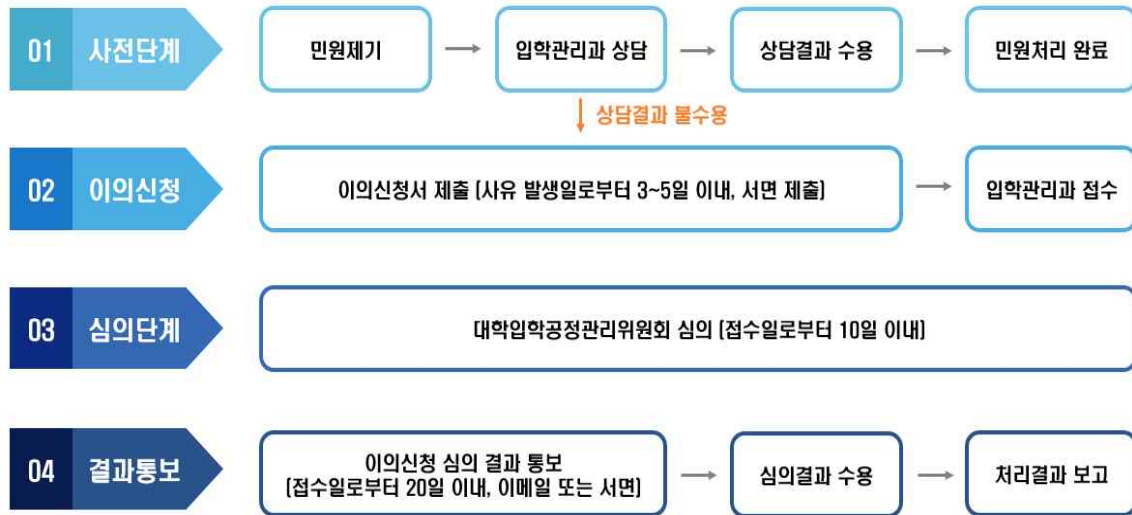 01 사전단계
민원제기 → 입학관리과 상담 → 상담결과 수용 → 민원처리 완료
↓ 상담결과 불수용
02 이의신청
이의신청서 제출 [사유 발생일로부터 3~5일 이내, 서면 제출] → 입학관리과 접수
03 심의단계
대학입학공정관리위원회 심의 [접수일로부터 10일 이내]
04 결과통보
이의신청 심의 결과 통보
[접수일로부터 20일 이내, 이메일 또는 서면] → 심의결과 수용 → 처리결과 보고